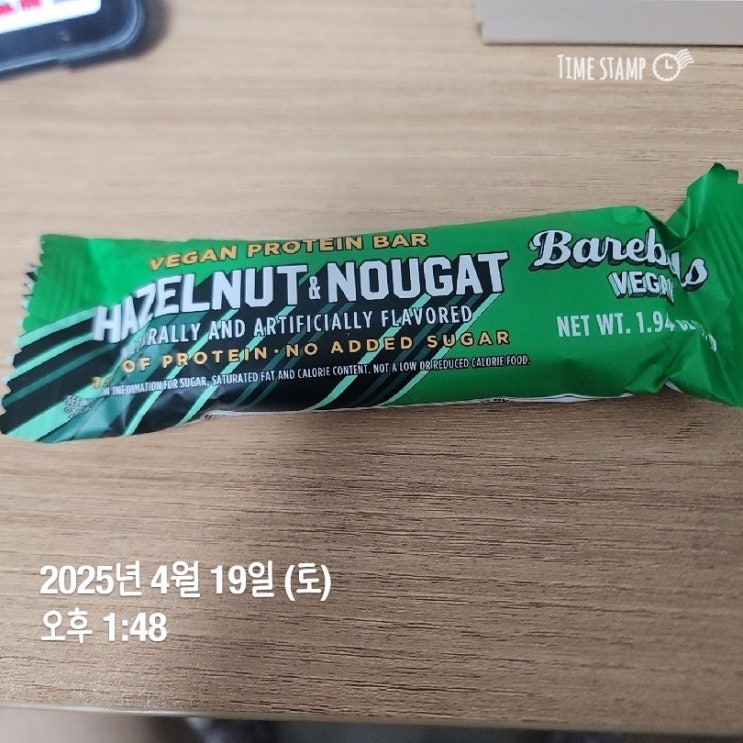 TIME STAMP
VEGAN PROTEIN BAR
HAZELNUT & NOUGAT
AND ARTIFICIALLY FLAVORED
OF PROTEIN · NO ADDED SUGAR
INFORMATION FOR SUGAR, SATURATED FAT AND CALORIE CONTENT. NOT A LOW OR REDUCED CALORIE FOOD.
VEGAN
NET WT. 1.94
2025년 4월 19일 (토)
오후 1:48